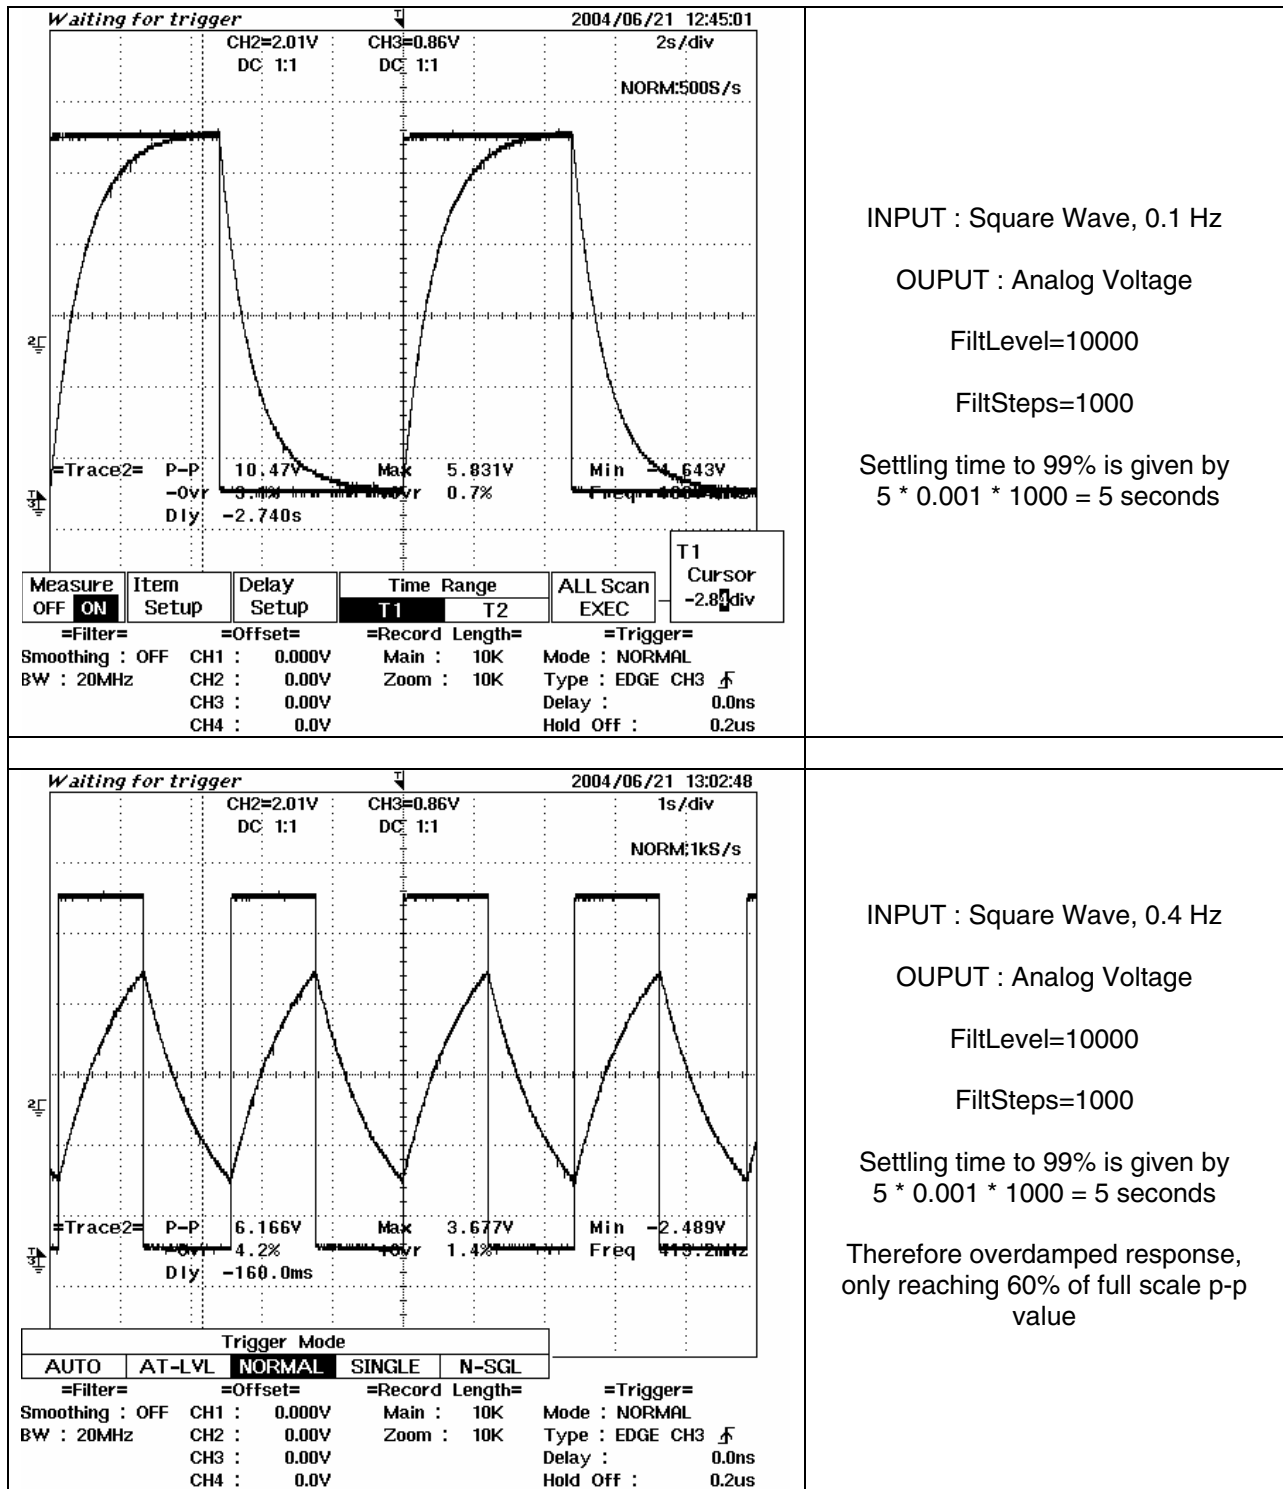 Waiting for trigger 2004/06/21 12:45:01
CH2=2.01V CH3=0.86V 2s/div
DC 1:1 DC 1:1
NORM:500S/s
=Trace2= P-P 10.47V Max 5.831V Min -4.643V
-Ovr 3.1% +Ovr 0.7% Freq
Dly -2.740s
T1
Cursor
-2.84div
Measure Item Delay Time Range ALL Scan
OFF ON Setup Setup T1 T2 EXEC
=Filter= =Offset= =Record Length= =Trigger=
Smoothing : OFF CH1 : 0.000V Main : 10K Mode : NORMAL
BW : 20MHz CH2 : 0.00V Zoom : 10K Type : EDGE CH3
CH3 : 0.00V Delay : 0.0ns
CH4 : 0.0V Hold Off : 0.2us
INPUT : Square Wave, 0.1 Hz
OUPUT : Analog Voltage
FiltLevel=10000
FiltSteps=1000
Settling time to 99% is given by
5 * 0.001 * 1000 = 5 seconds
Waiting for trigger 2004/06/21 13:02:48
CH2=2.01V CH3=0.86V 1s/div
DC 1:1 DC 1:1
NORM:1kS/s
=Trace2= P-P 6.166V Max 3.677V Min -2.489V
-Ovr 4.2% +Ovr 1.4% Freq 413.2mHz
Dly -160.0ms
Trigger Mode
AUTO AT-LVL NORMAL SINGLE N-SGL
=Filter= =Offset= =Record Length= =Trigger=
Smoothing : OFF CH1 : 0.000V Main : 10K Mode : NORMAL
BW : 20MHz CH2 : 0.00V Zoom : 10K Type : EDGE CH3
CH3 : 0.00V Delay : 0.0ns
CH4 : 0.0V Hold Off : 0.2us
INPUT : Square Wave, 0.4 Hz
OUPUT : Analog Voltage
FiltLevel=10000
FiltSteps=1000
Settling time to 99% is given by
5 * 0.001 * 1000 = 5 seconds
Therefore overdamped response,
only reaching 60% of full scale p-p
value